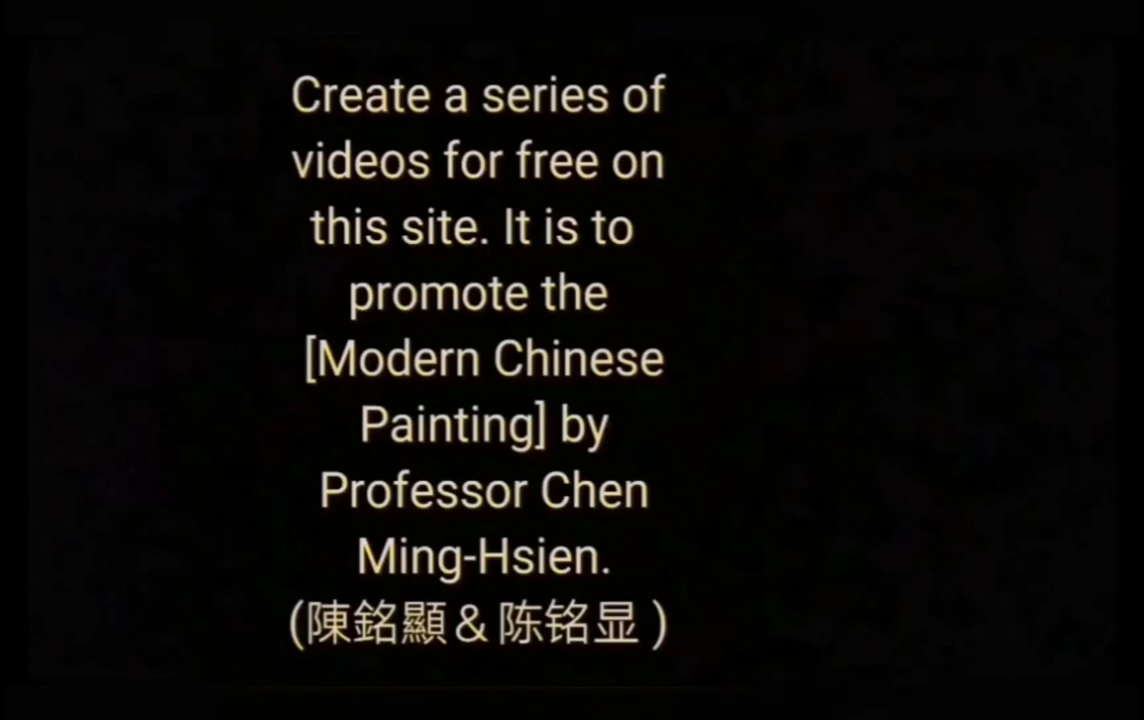 Create a series of
videos for free on
this site. It is to
promote the
[Modern Chinese
Painting] by
Professor Chen
Ming-Hsien.
(陳銘顯 & 陈铭显 )